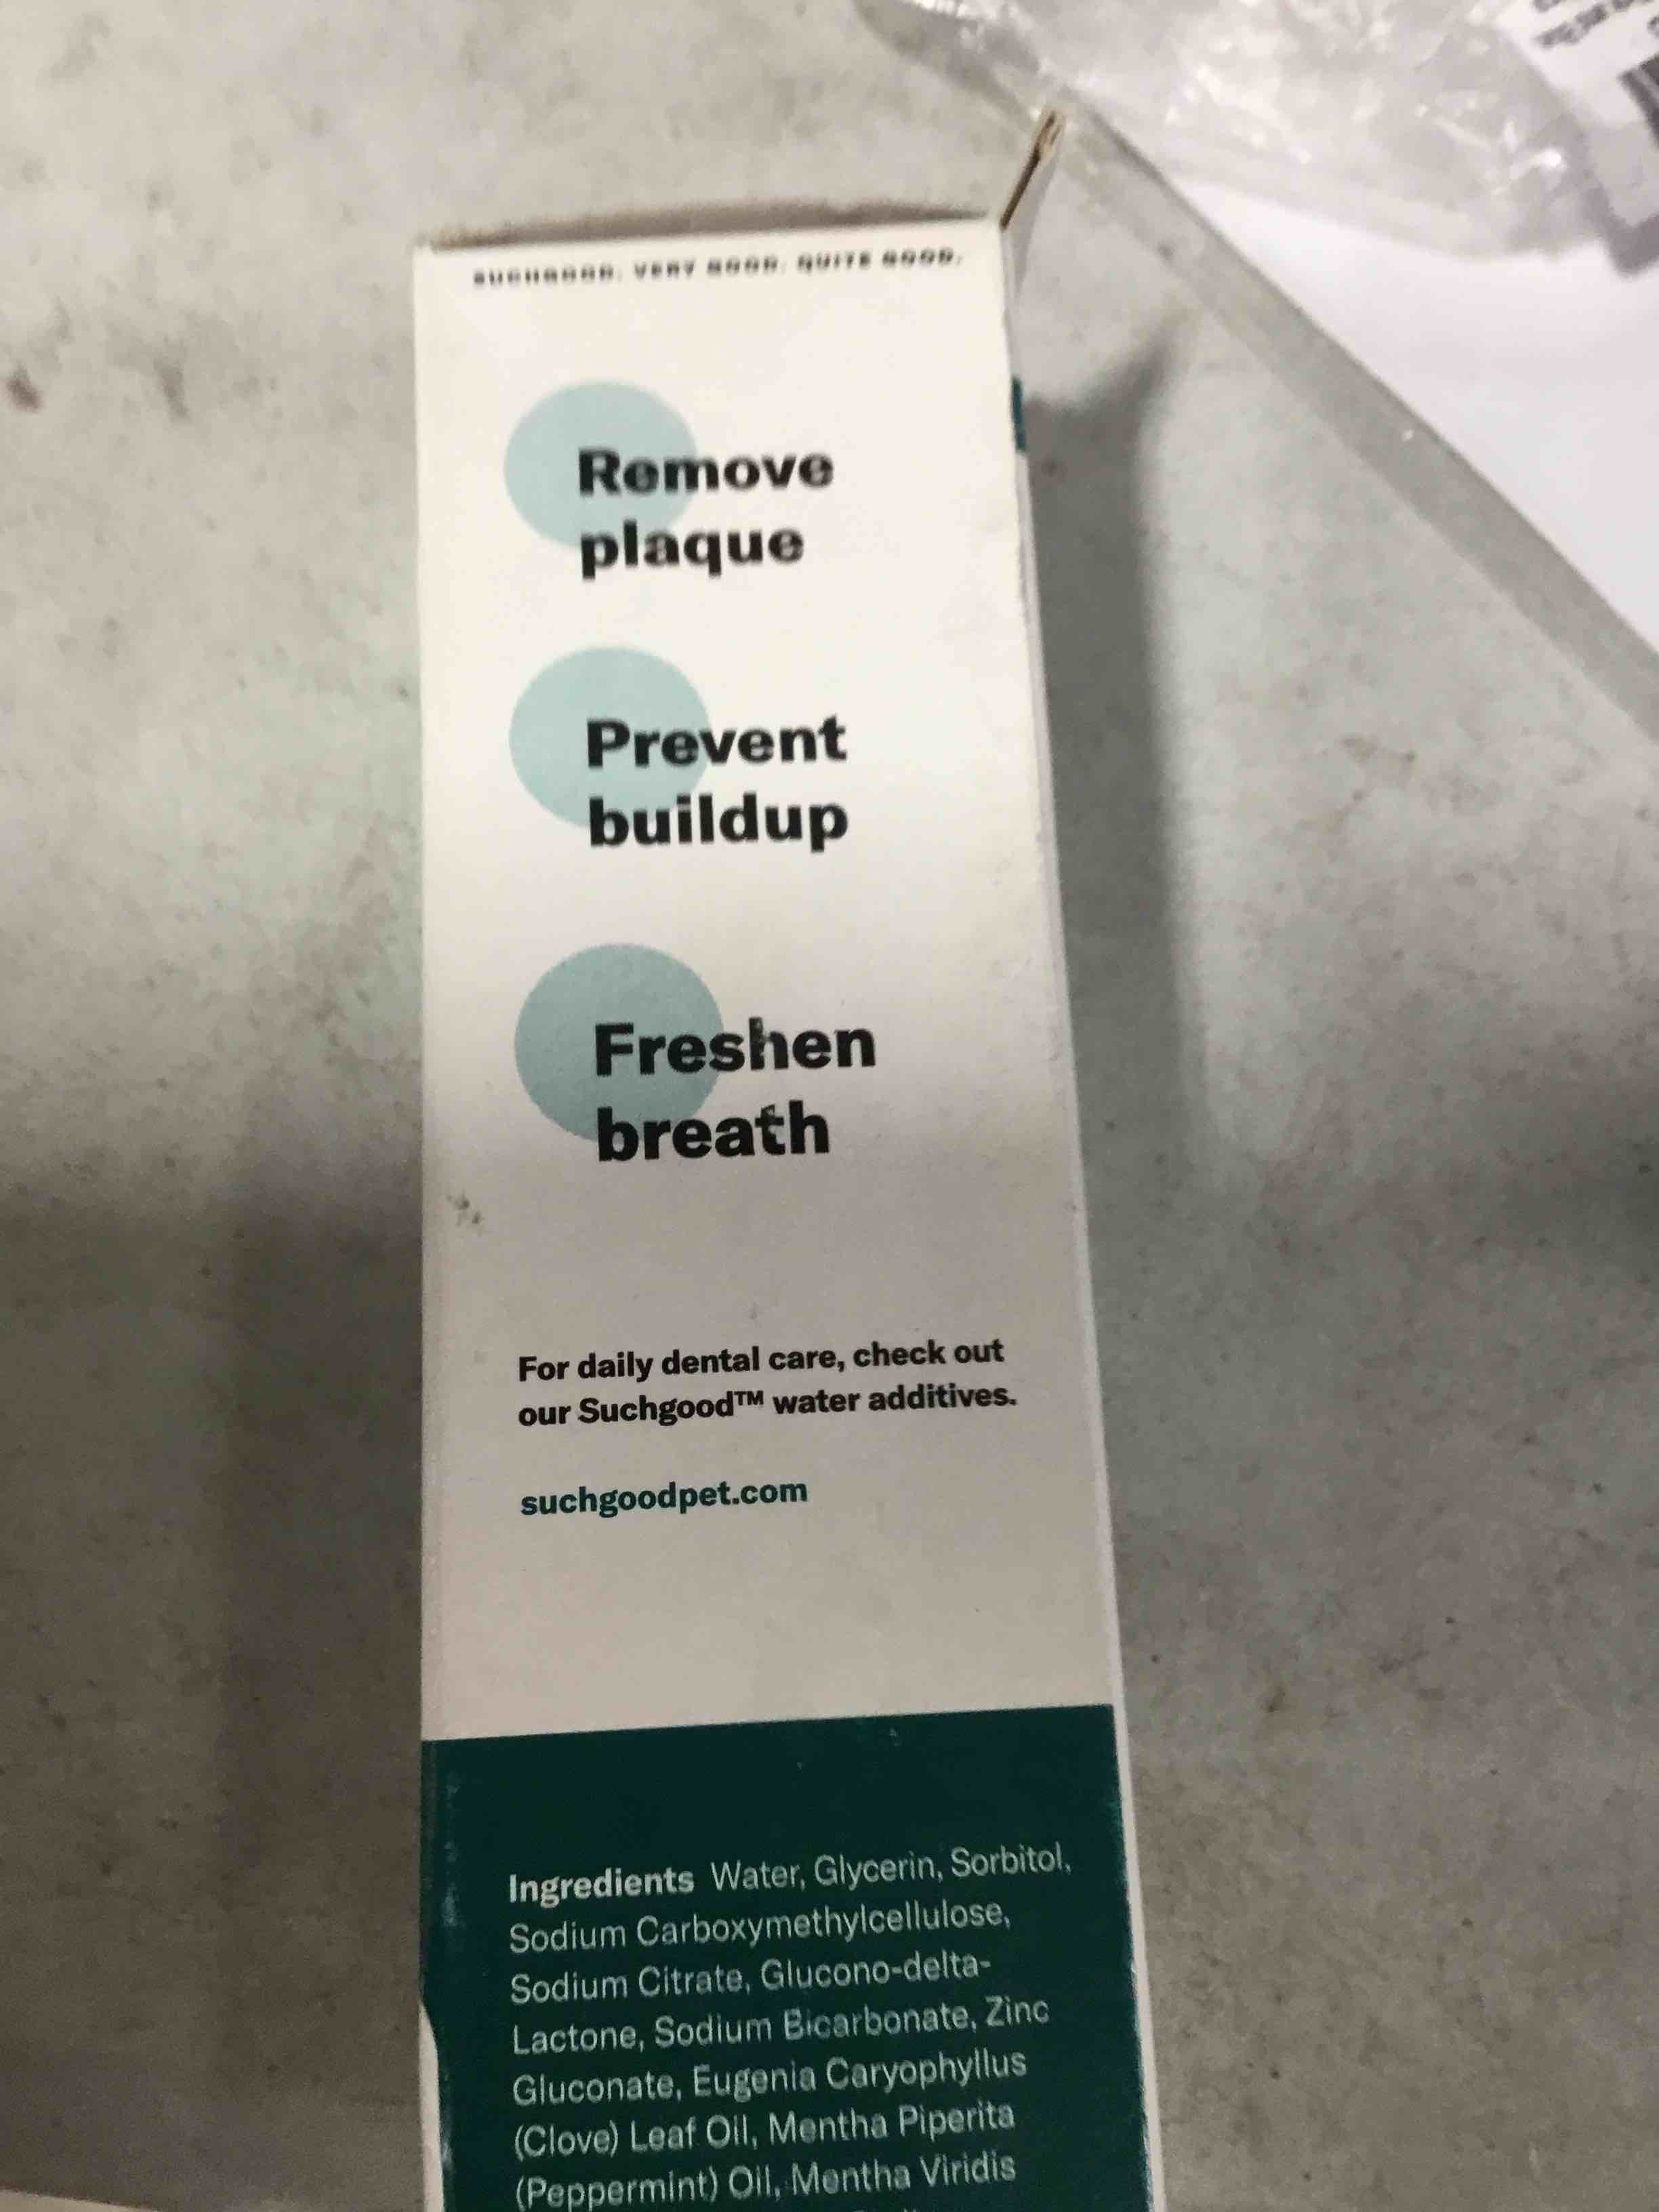 SUCHGOOD. VERY GOOD. QUITE GOOD.
Remove
plaque
Prevent
buildup
Freshen
breath
For daily dental care, check out
our Suchgood™ water additives.
suchgoodpet.com
Ingredients Water, Glycerin, Sorbitol,
Sodium Carboxymethylcellulose,
Sodium Citrate, Glucono-delta-
Lactone, Sodium Bicarbonate, Zinc
Gluconate, Eugenia Caryophyllus
(Clove) Leaf Oil, Mentha Piperita
(Peppermint) Oil, Mentha Viridis